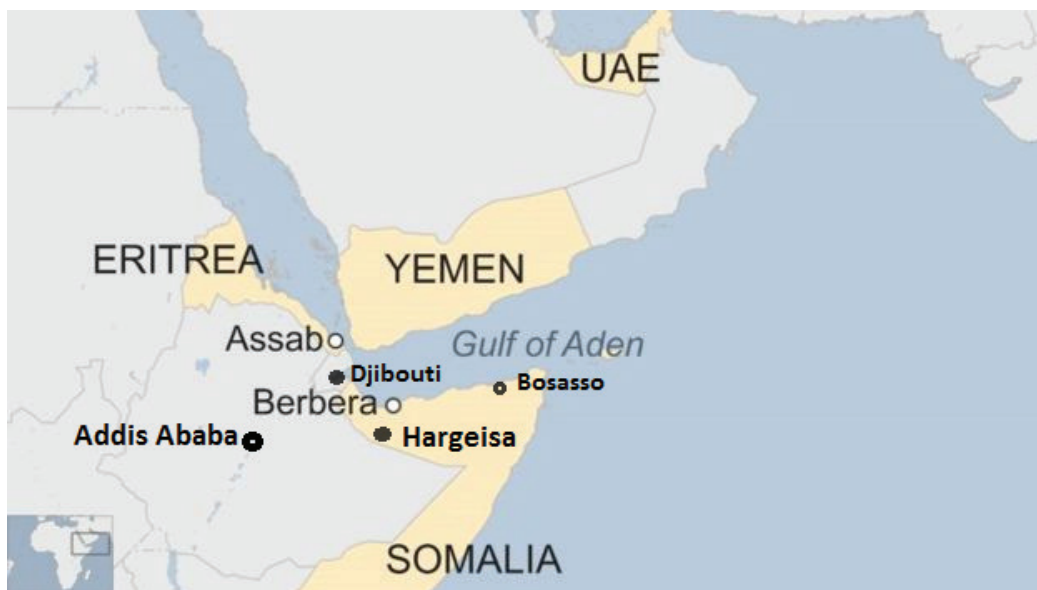 UAE
ERITREA
YEMEN
Assab
Gulf of Aden
Djibouti
Bosasso
Berbera
Addis Ababa
Hargeisa
SOMALIA